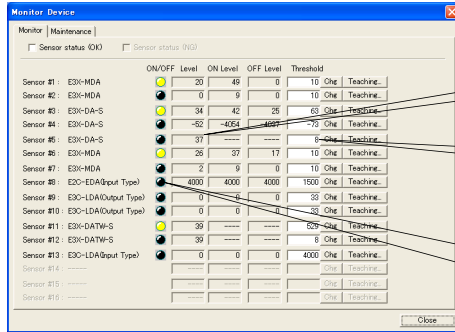 Monitor Device
Monitor Maintenance
Sensor status (OK) Sensor status (NG)
ON/OFF Level ON Level OFF Level Threshold
Sensor #1 : E3X-MDA 20 49 0 10 Chg Teaching...
Sensor #2 : E3X-MDA 0 9 0 10 Chg Teaching...
Sensor #3 : E3X-DA-S 34 42 25 63 Chg Teaching...
Sensor #4 : E3X-DA-S -52 -4054 -4097 -73 Chg Teaching...
Sensor #5 : E3X-DA-S 37 ---- ---- 8 Chg Teaching...
Sensor #6 : E3X-MDA 26 37 17 10 Chg Teaching...
Sensor #7 : E3X-MDA 2 9 0 10 Chg Teaching...
Sensor #8 : E2C-EDA(Input Type) 4000 4000 4000 1500 Chg Teaching...
Sensor #9 : E3C-LDA(Output Type) 0 0 0 33 Chg Teaching...
Sensor #10 : E3C-LDA(Output Type) 0 0 0 33 Chg Teaching...
Sensor #11 : E3X-DATW-S 39 ---- ---- 529 Chg Teaching...
Sensor #12 : E3X-DATW-S 39 ---- ---- 8 Chg Teaching...
Sensor #13 : E3C-LDA(Input Type) 0 0 0 4000 Chg Teaching...
Sensor #14 : ----- ---- ---- ---- Chg Teaching...
Sensor #15 : ----- ---- ---- ---- Chg Teaching...
Sensor #16 : ----- ---- ---- ---- Chg Teaching...
Close